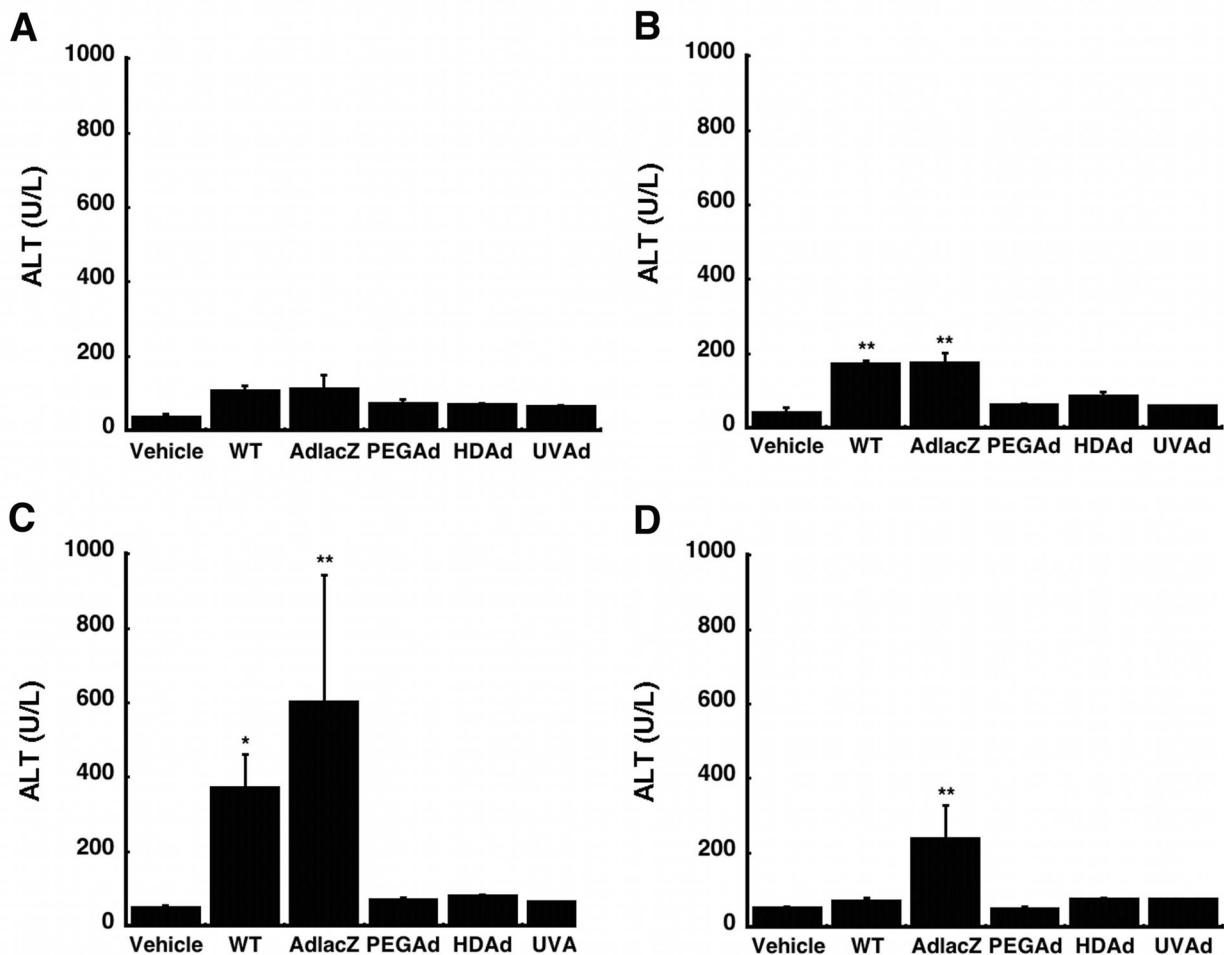 A
1000
800
600
400
200
0
ALT (U/L)
Vehicle WT AdlacZ PEGAd HDAd UVAd
B
1000
800
600
400
200
0
ALT (U/L)
** **
Vehicle WT AdlacZ PEGAd HDAd UVAd
C
1000
800
600
400
200
0
ALT (U/L)
* **
Vehicle WT AdlacZ PEGAd HDAd UVA
D
1000
800
600
400
200
0
ALT (U/L)
**
Vehicle WT AdlacZ PEGAd HDAd UVAd